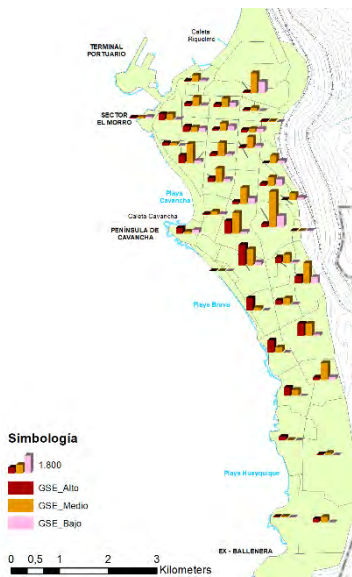 Caleta
Riquelme
TERMINAL
PORTUARIO
SECTOR
EL MORRO
Playa
Cavancha
Caleta Cavancha
PENÍNSULA DE
CAVANCHA
Playa Brava
Simbología
1.800
GSE_Alto
GSE_Medio
GSE_Bajo
Playa Huayquique
0 0,5 1 2 3
Kilometers
EX - BALLENERA